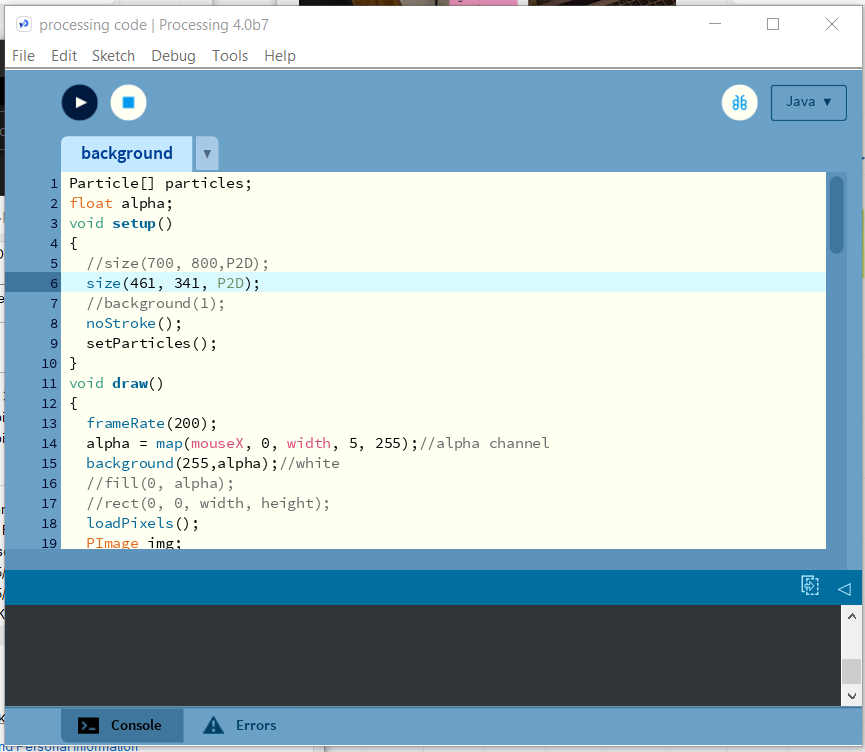 processing code | Processing 4.0b7
File Edit Sketch Debug Tools Help
Java ▼
background ▼
1 Particle[] particles;
2 float alpha;
3 void setup()
4 {
5   //size(700, 800,P2D);
6   size(461, 341, P2D);
7   //background(1);
8   noStroke();
9   setParticles();
10 }
11 void draw()
12 {
13   frameRate(200);
14   alpha = map(mouseX, 0, width, 5, 255);//alpha channel
15   background(255,alpha);//white
16   //fill(0, alpha);
17   //rect(0, 0, width, height);
18   loadPixels();
19   PImage img;
Console Errors
Personal information